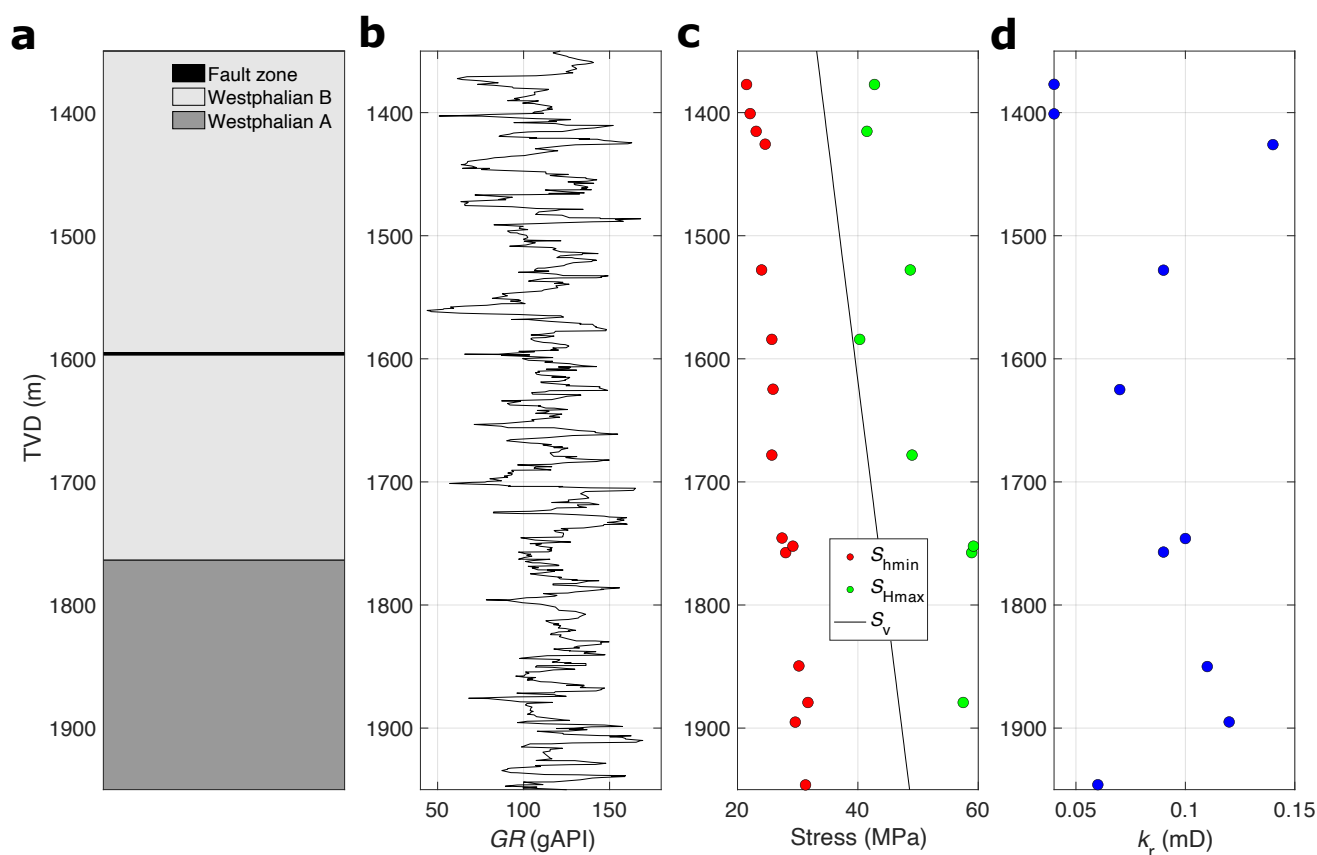 a
b
c
d
Fault zone
Westphalian B
Westphalian A
TVD (m)
1400
1500
1600
1700
1800
1900
50
100
150
GR (gAPI)
1400
1500
1600
1700
1800
1900
Shmin
SHmax
Sv
20
40
60
Stress (MPa)
1400
1500
1600
1700
1800
1900
0.05
0.1
0.15
kr (mD)
1400
1500
1600
1700
1800
1900